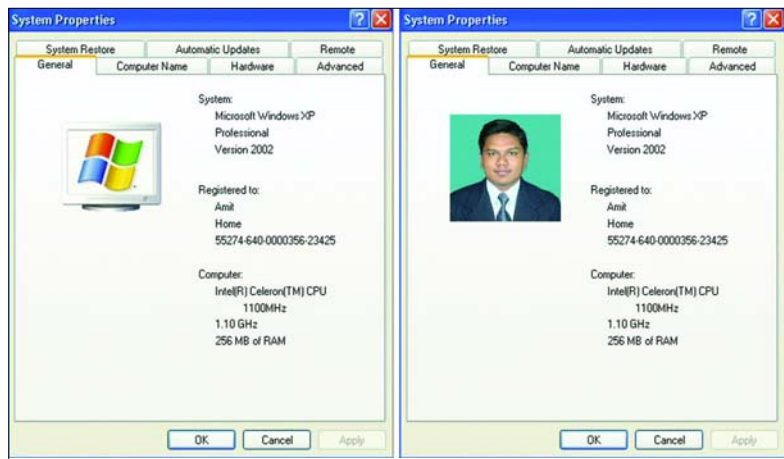 System Properties
System Restore Automatic Updates Remote
General Computer Name Hardware Advanced
System:
Microsoft Windows XP
Professional
Version 2002
Registered to:
Amit
Home
55274-640-0000356-23425
Computer:
Intel(R) Celeron(TM) CPU
1100MHz
1.10 GHz
256 MB of RAM
OK Cancel Apply
System Properties
System Restore Automatic Updates Remote
General Computer Name Hardware Advanced
System:
Microsoft Windows XP
Professional
Version 2002
Registered to:
Amit
Home
55274-640-0000356-23425
Computer:
Intel(R) Celeron(TM) CPU
1100MHz
1.10 GHz
256 MB of RAM
OK Cancel Apply